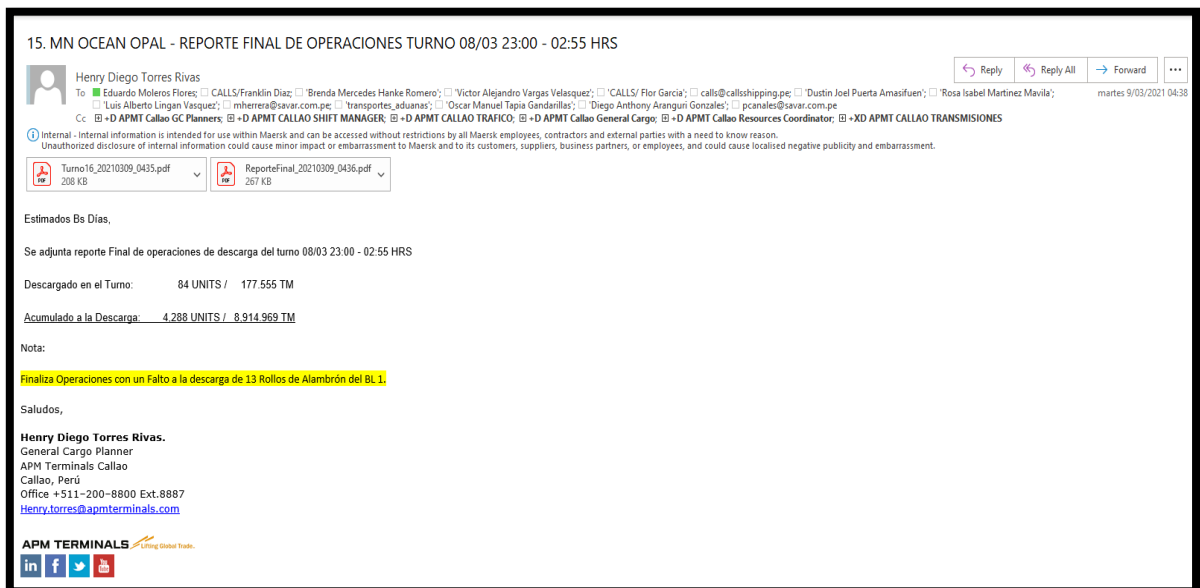 15. MN OCEAN OPAL - REPORTE FINAL DE OPERACIONES TURNO 08/03 23:00 - 02:55 HRS
Henry Diego Torres Rivas
Reply
Reply All
Forward
To Eduardo Moleros Flores; CALLS/Franklin Diaz; 'Brenda Mercedes Hanke Romero'; 'Victor Alejandro Vargas Velasquez'; 'CALLS/ Flor Garcia'; calls@callsshipping.pe; 'Dustin Joel Puerta Amasifuen'; 'Rosa Isabel Martinez Mavila';
martes 9/03/2021 04:38
'Luis Alberto Lingan Vasquez'; mherrera@savar.com.pe; 'transportes_aduanas'; 'Oscar Manuel Tapia Gandarillas'; 'Diego Anthony Aranguri Gonzales'; pcanales@savar.com.pe
Cc +D APMT Callao GC Planners; +D APMT CALLAO SHIFT MANAGER; +D APMT CALLAO TRAFICO; +D APMT Callao General Cargo; +D APMT Callao Resources Coordinator; +XD APMT CALLAO TRANSMISIONES
Internal - Internal information is intended for use within Maersk and can be accessed without restrictions by all Maersk employees, contractors and external parties with a need to know reason.
Unauthorized disclosure of internal information could cause minor impact or embarrassment to Maersk and to its customers, suppliers, business partners, or employees, and could cause localised negative publicity and embarrassment.
Turno16_20210309_0435.pdf
208 KB
ReporteFinal_20210309_0436.pdf
267 KB
Estimados Bs Días,
Se adjunta reporte Final de operaciones de descarga del turno 08/03 23:00 - 02:55 HRS
Descargado en el Turno: 84 UNITS / 177.555 TM
Acumulado a la Descarga: 4,288 UNITS / 8,914.969 TM
Nota:
Finaliza Operaciones con un Falto a la descarga de 13 Rollos de Alambrón del BL 1.
Saludos,
Henry Diego Torres Rivas.
General Cargo Planner
APM Terminals Callao
Callao, Perú
Office +511-200-8800 Ext.8887
Henry.torres@apmterminals.com
APM TERMINALS Lifting Global Trade.